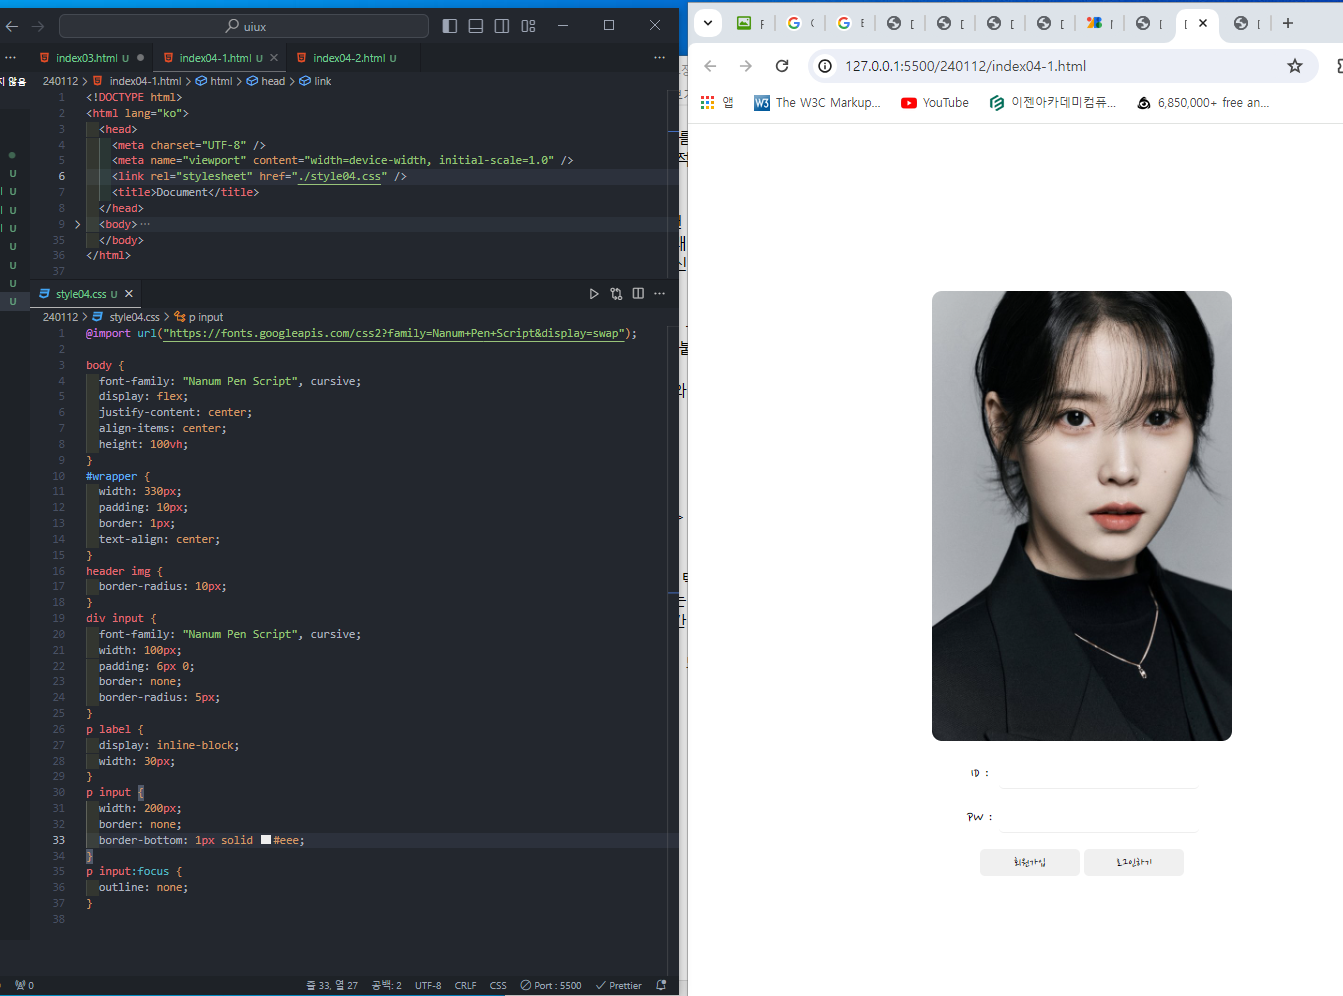 uiux
index03.html U
index04-1.html U
index04-2.html U
240112 > index04-1.html > html > head > link
1 <!DOCTYPE html>
2 <html lang="ko">
3 <head>
4 <meta charset="UTF-8" />
5 <meta name="viewport" content="width=device-width, initial-scale=1.0" />
6 <link rel="stylesheet" href="./style04.css" />
7 <title>Document</title>
8 </head>
9 <body>…
35 </body>
36 </html>
37
style04.css U
240112 > style04.css > p input
1 @import url("https://fonts.googleapis.com/css2?family=Nanum+Pen+Script&display=swap");
2
3 body {
4 font-family: "Nanum Pen Script", cursive;
5 display: flex;
6 justify-content: center;
7 align-items: center;
8 height: 100vh;
9 }
10 #wrapper {
11 width: 330px;
12 padding: 10px;
13 border: 1px;
14 text-align: center;
15 }
16 header img {
17 border-radius: 10px;
18 }
19 div input {
20 font-family: "Nanum Pen Script", cursive;
21 width: 100px;
22 padding: 6px 0;
23 border: none;
24 border-radius: 5px;
25 }
26 p label {
27 display: inline-block;
28 width: 30px;
29 }
30 p input {
31 width: 200px;
32 border: none;
33 border-bottom: 1px solid #eee;
34 }
35 p input:focus {
36 outline: none;
37 }
38
0
줄 33, 열 27
공백: 2
UTF-8
CRLF
CSS
Port : 5500
Prettier
127.0.0.1:5500/240112/index04-1.html
앱
The W3C Markup...
YouTube
이젠아카데미컴퓨...
6,850,000+ free an...
ID :
PW :
회원가입
로그인하기